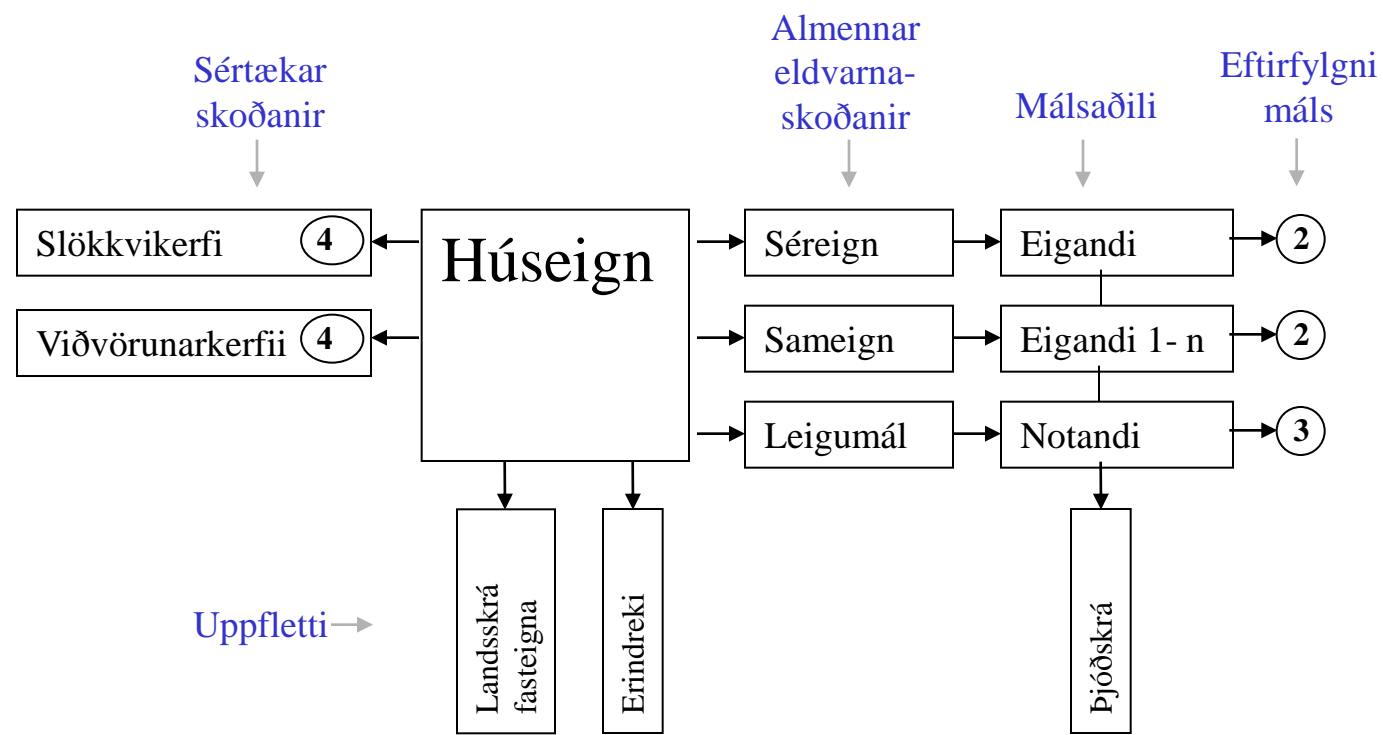 Sértækar
skoðanir
Almennar
eldvarna-
skoðanir
Málsaðili
Eftirfylgni
máls
Slökkvikerfi 4
Viðvörunarkerfii 4
Húseign
Séreign
Eigandi
2
Sameign
Eigandi 1- n
2
Leigumál
Notandi
3
Uppfletti
Landsskrá
fasteigna
Erindreki
Þjóðskrá